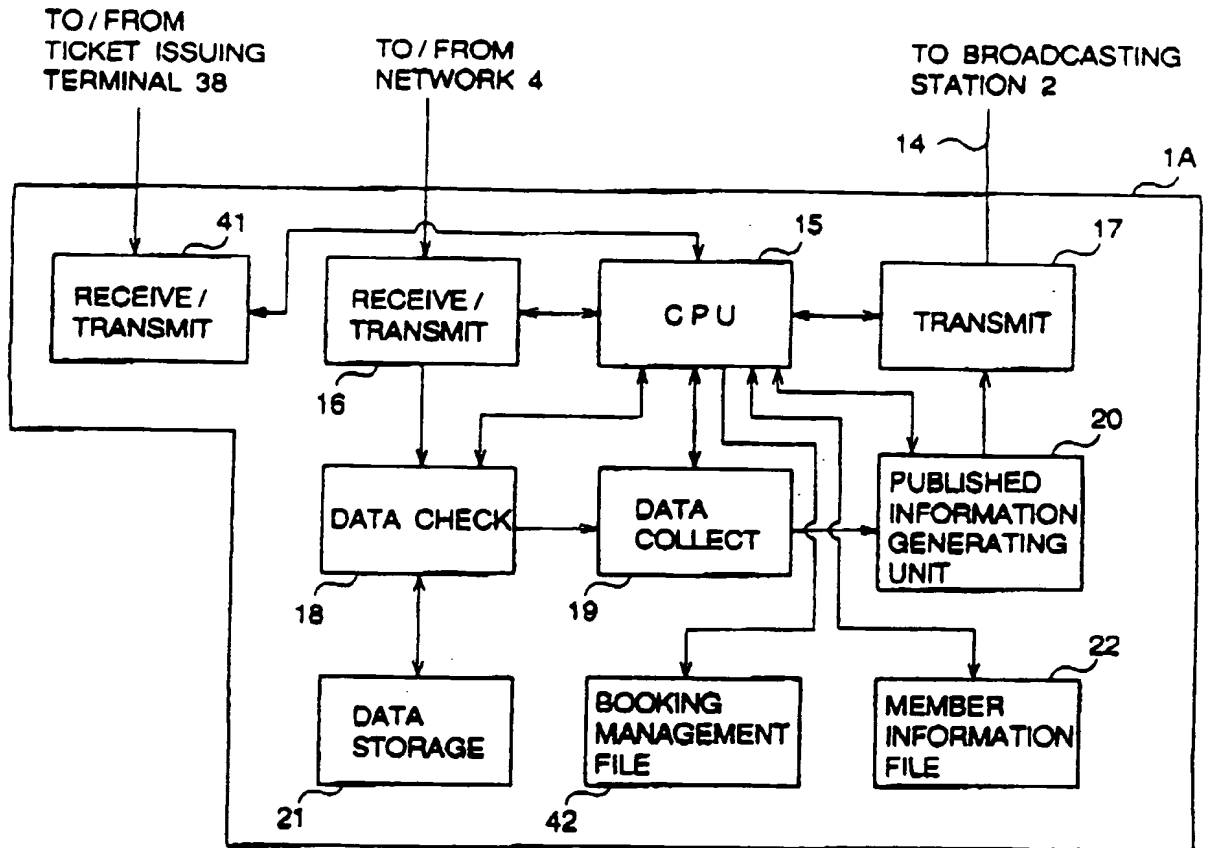 TO/FROM
TICKET ISSUING
TERMINAL 38
TO/FROM
NETWORK 4
TO BROADCASTING
STATION 2
14
1A
41
15
17
RECEIVE/
TRANSMIT
RECEIVE/
TRANSMIT
CPU
TRANSMIT
16
20
DATA CHECK
DATA
COLLECT
PUBLISHED
INFORMATION
GENERATING
UNIT
18
19
22
DATA
STORAGE
BOOKING
MANAGEMENT
FILE
MEMBER
INFORMATION
FILE
21
42